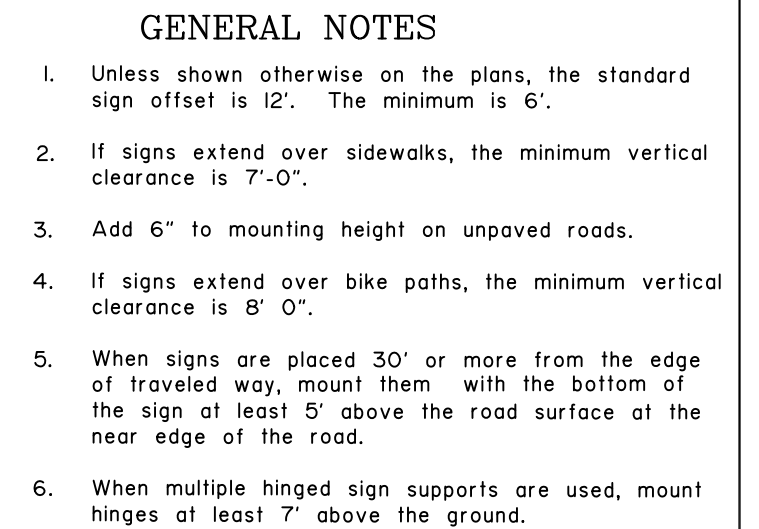 GENERAL NOTES
1. Unless shown otherwise on the plans, the standard
sign offset is 12'. The minimum is 6'.
2. If signs extend over sidewalks, the minimum vertical
clearance is 7'-0".
3. Add 6" to mounting height on unpaved roads.
4. If signs extend over bike paths, the minimum vertical
clearance is 8' 0".
5. When signs are placed 30' or more from the edge
of traveled way, mount them with the bottom of
the sign at least 5' above the road surface at the
near edge of the road.
6. When multiple hinged sign supports are used, mount
hinges at least 7' above the ground.